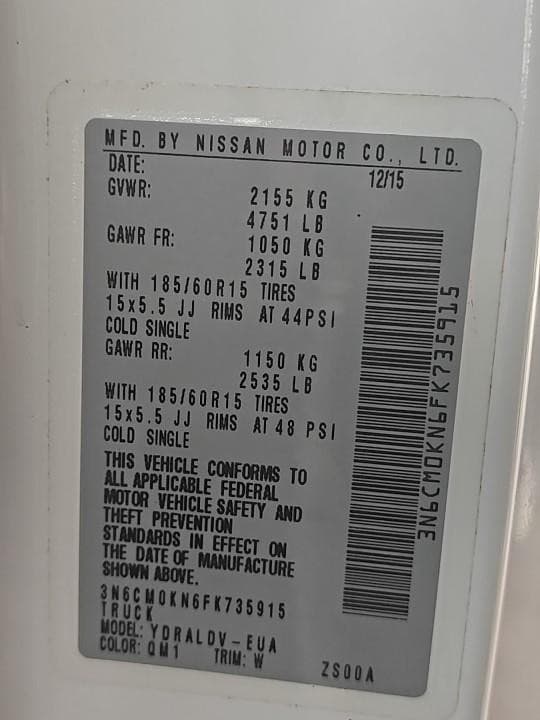 MFD. BY NISSAN MOTOR CO., LTD.
DATE: 12/15
GVWR: 2155 KG
4751 LB
GAWR FR: 1050 KG
2315 LB
WITH 185/60R15 TIRES
15x5.5 JJ RIMS AT 44PSI
COLD SINGLE
GAWR RR: 1150 KG
2535 LB
WITH 185/60R15 TIRES
15x5.5 JJ RIMS AT 48 PSI
COLD SINGLE
THIS VEHICLE CONFORMS TO
ALL APPLICABLE FEDERAL
MOTOR VEHICLE SAFETY AND
THEFT PREVENTION
STANDARDS IN EFFECT ON
THE DATE OF MANUFACTURE
SHOWN ABOVE.
3N6CM0KN6FK735915
TRUCK
MODEL: YDRALDV-EUA
COLOR: QM1 TRIM: W ZS00A
3N6CM0KN6FK735915